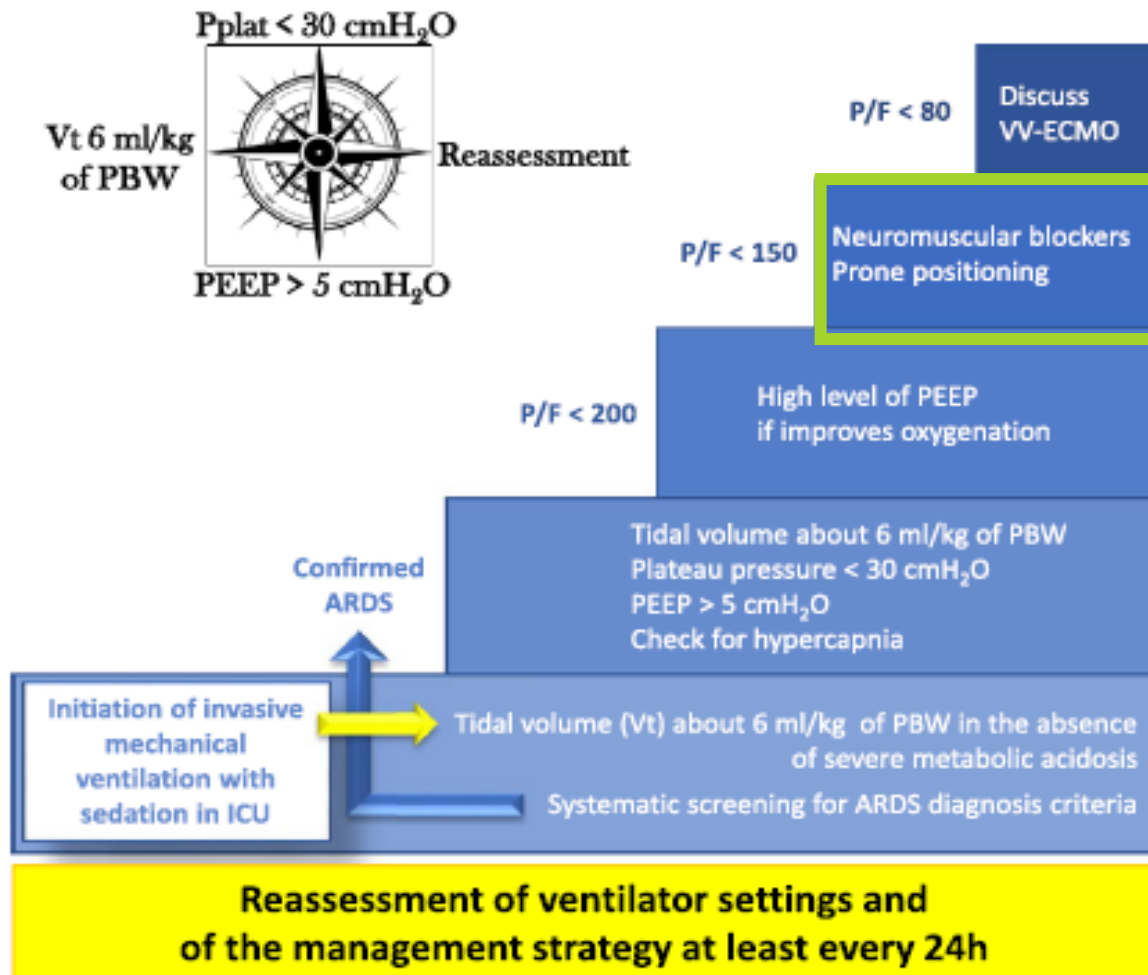 Pplat < 30 cmH₂O
Vt 6 ml/kg
of PBW
Reassessment
PEEP > 5 cmH₂O
P/F < 80
Discuss
VV-ECMO
P/F < 150
Neuromuscular blockers
Prone positioning
P/F < 200
High level of PEEP
if improves oxygenation
Confirmed
ARDS
Tidal volume about 6 ml/kg of PBW
Plateau pressure < 30 cmH₂O
PEEP > 5 cmH₂O
Check for hypercapnia
Initiation of invasive
mechanical
ventilation with
sedation in ICU
Tidal volume (Vt) about 6 ml/kg of PBW in the absence
of severe metabolic acidosis
Systematic screening for ARDS diagnosis criteria
Reassessment of ventilator settings and
of the management strategy at least every 24h